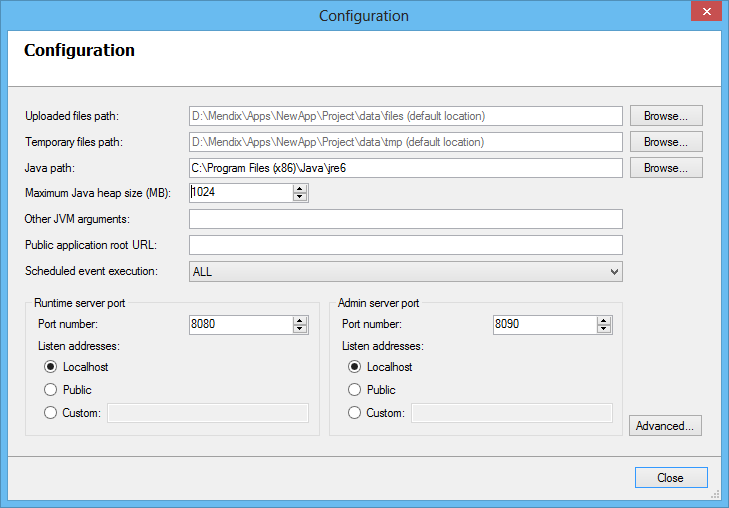 Configuration
Configuration
Uploaded files path: D:\Mendix\Apps\NewApp\Project\data\files (default location) Browse...
Temporary files path: D:\Mendix\Apps\NewApp\Project\data\tmp (default location) Browse...
Java path: C:\Program Files (x86)\Java\jre6 Browse...
Maximum Java heap size (MB): 1024
Other JVM arguments:
Public application root URL:
Scheduled event execution: ALL
Runtime server port Admin server port
Port number: 8080 Port number: 8090
Listen addresses: Listen addresses:
Localhost Localhost
Public Public
Custom: Custom:
Advanced...
Close